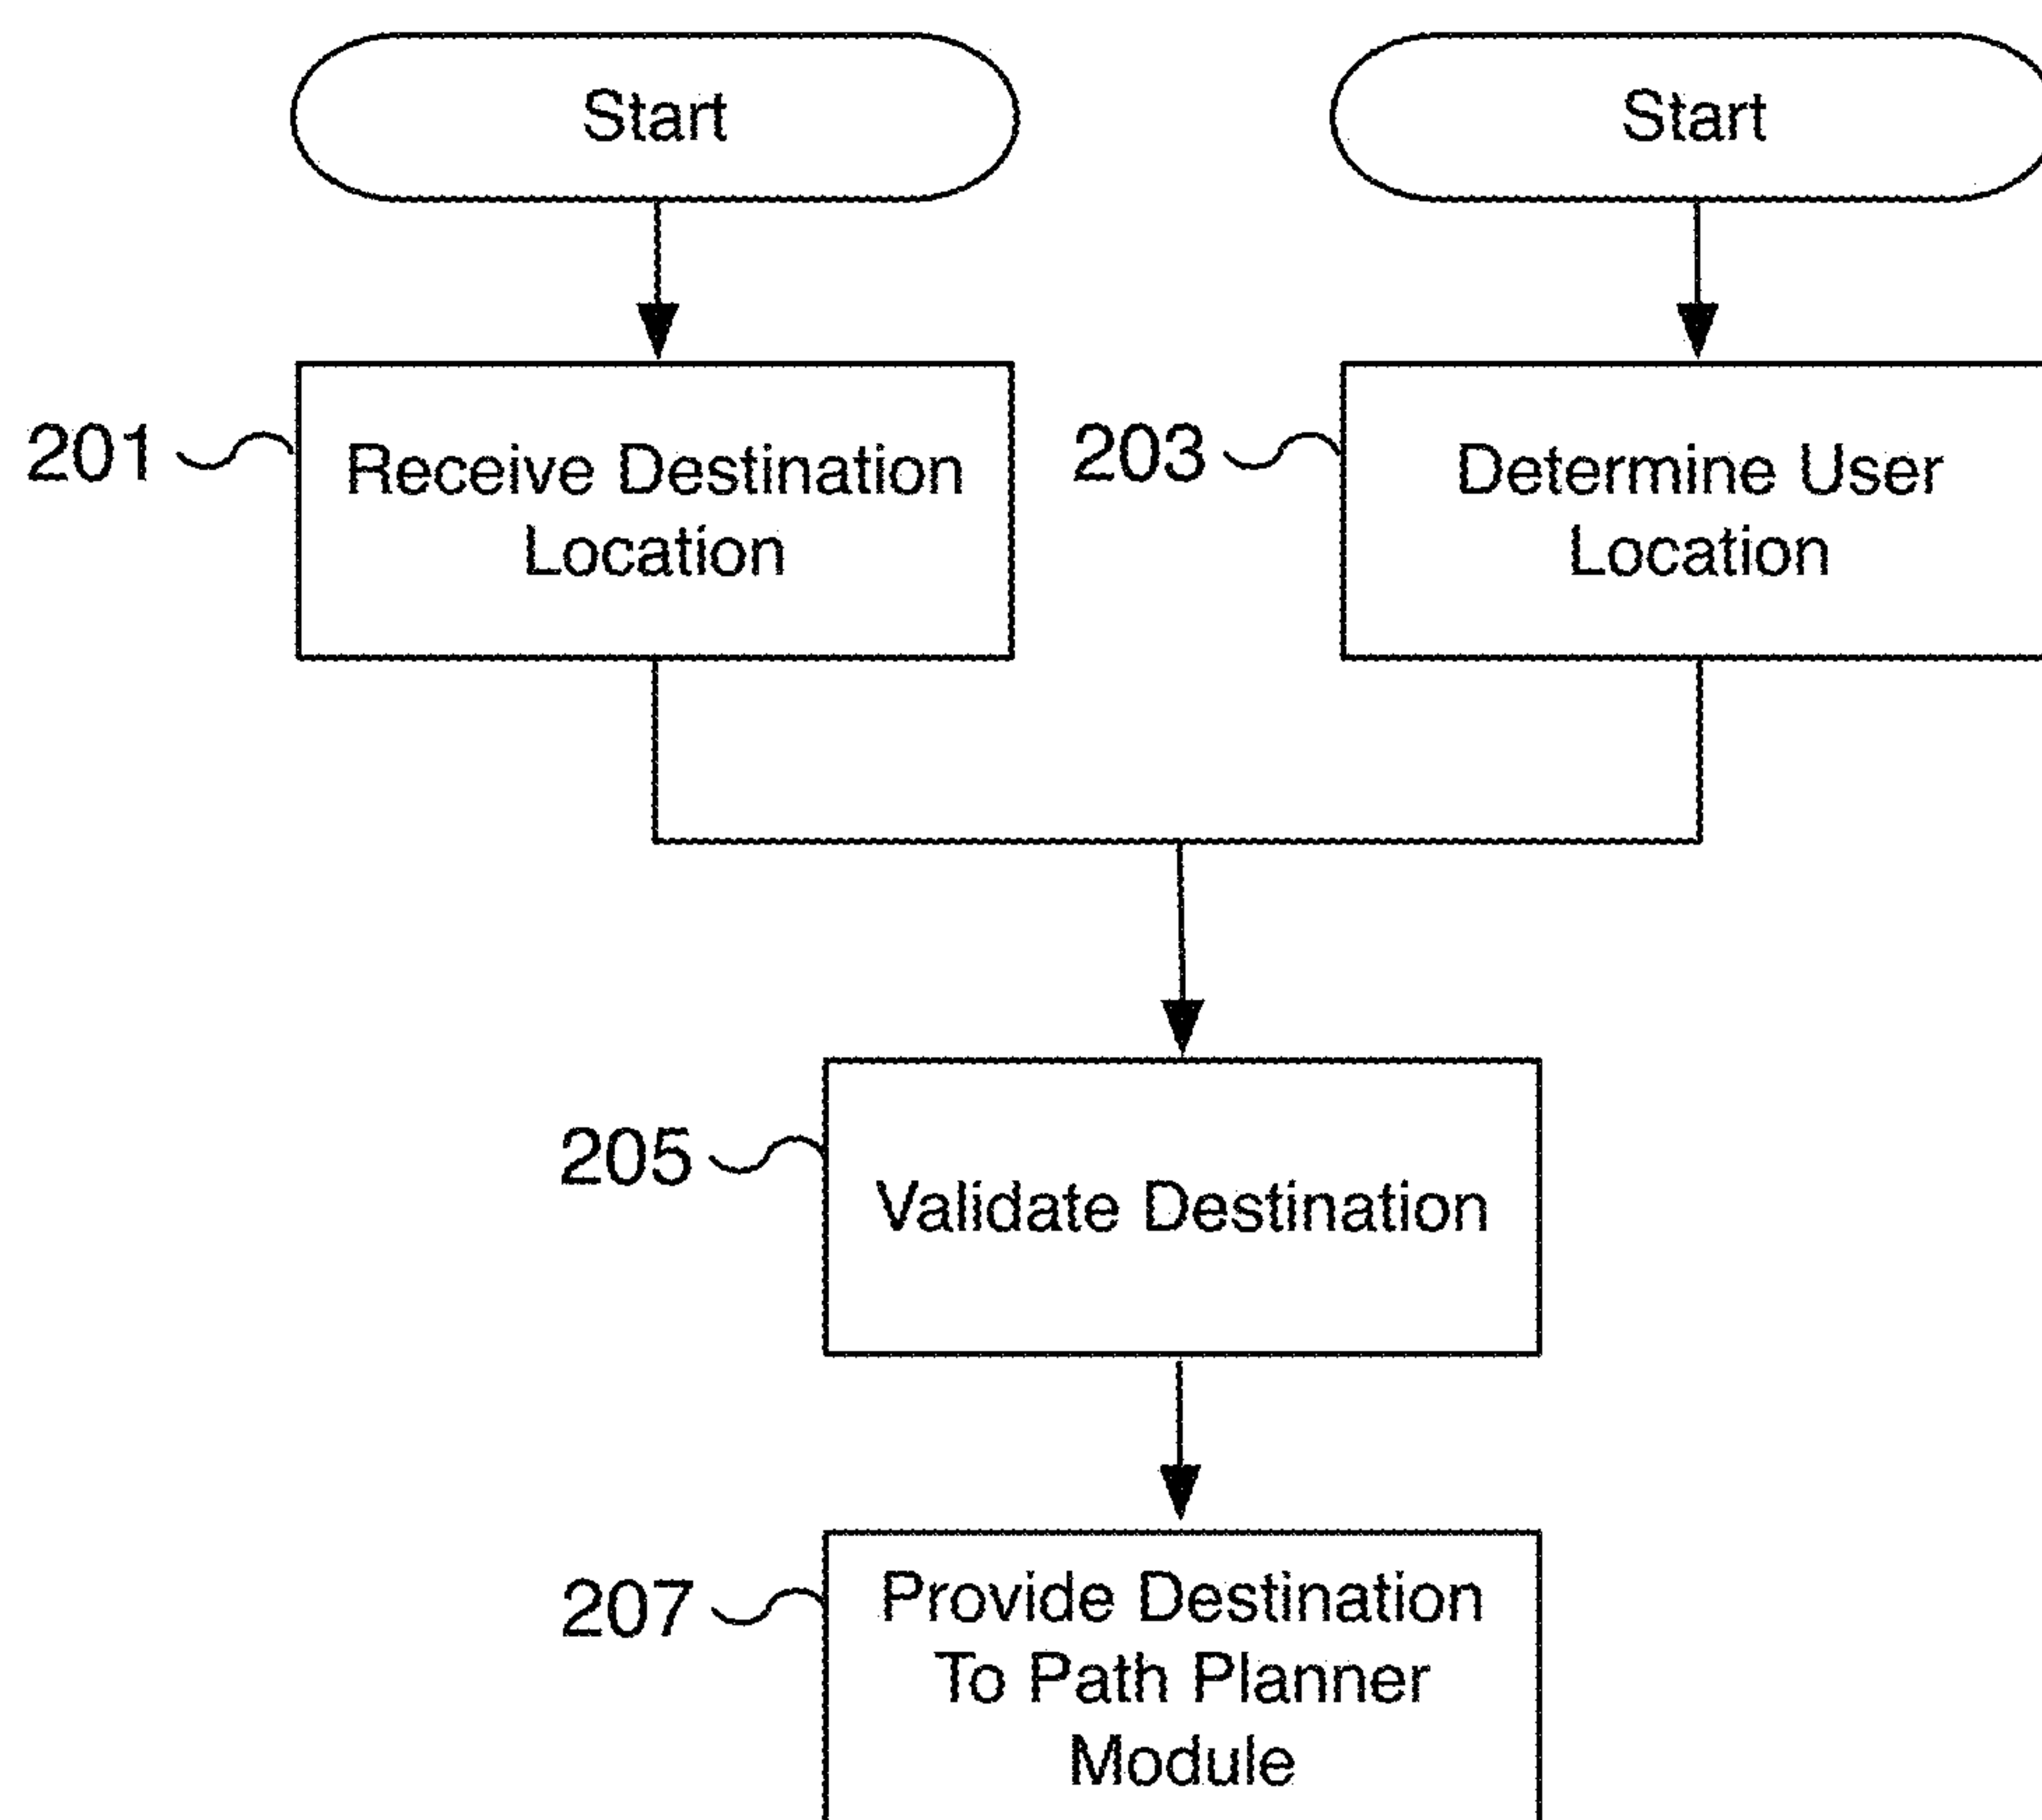 Start
Start
201
Receive Destination
Location
203
Determine User
Location
205
Validate Destination
207
Provide Destination
To Path Planner
Module